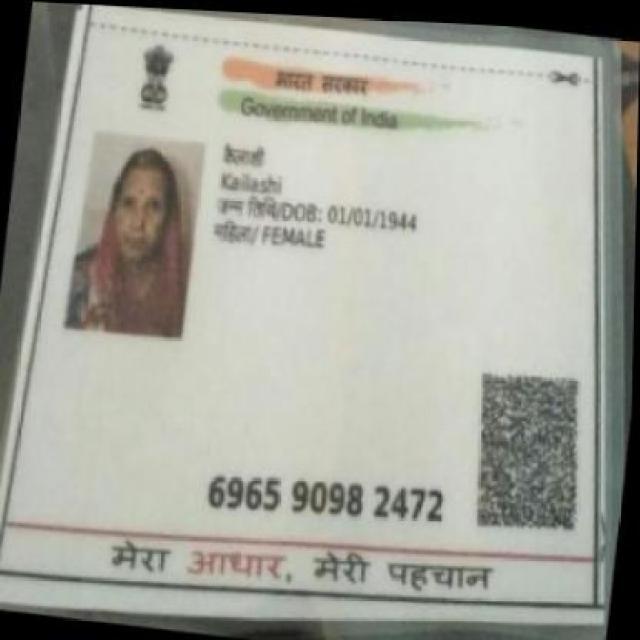 भारत सरकार
Government of India
कैलाशी
Kailashi
जन्म तिथि/DOB: 01/01/1944
महिला/ FEMALE
6965 9098 2472
मेरा आधार, मेरी पहचान